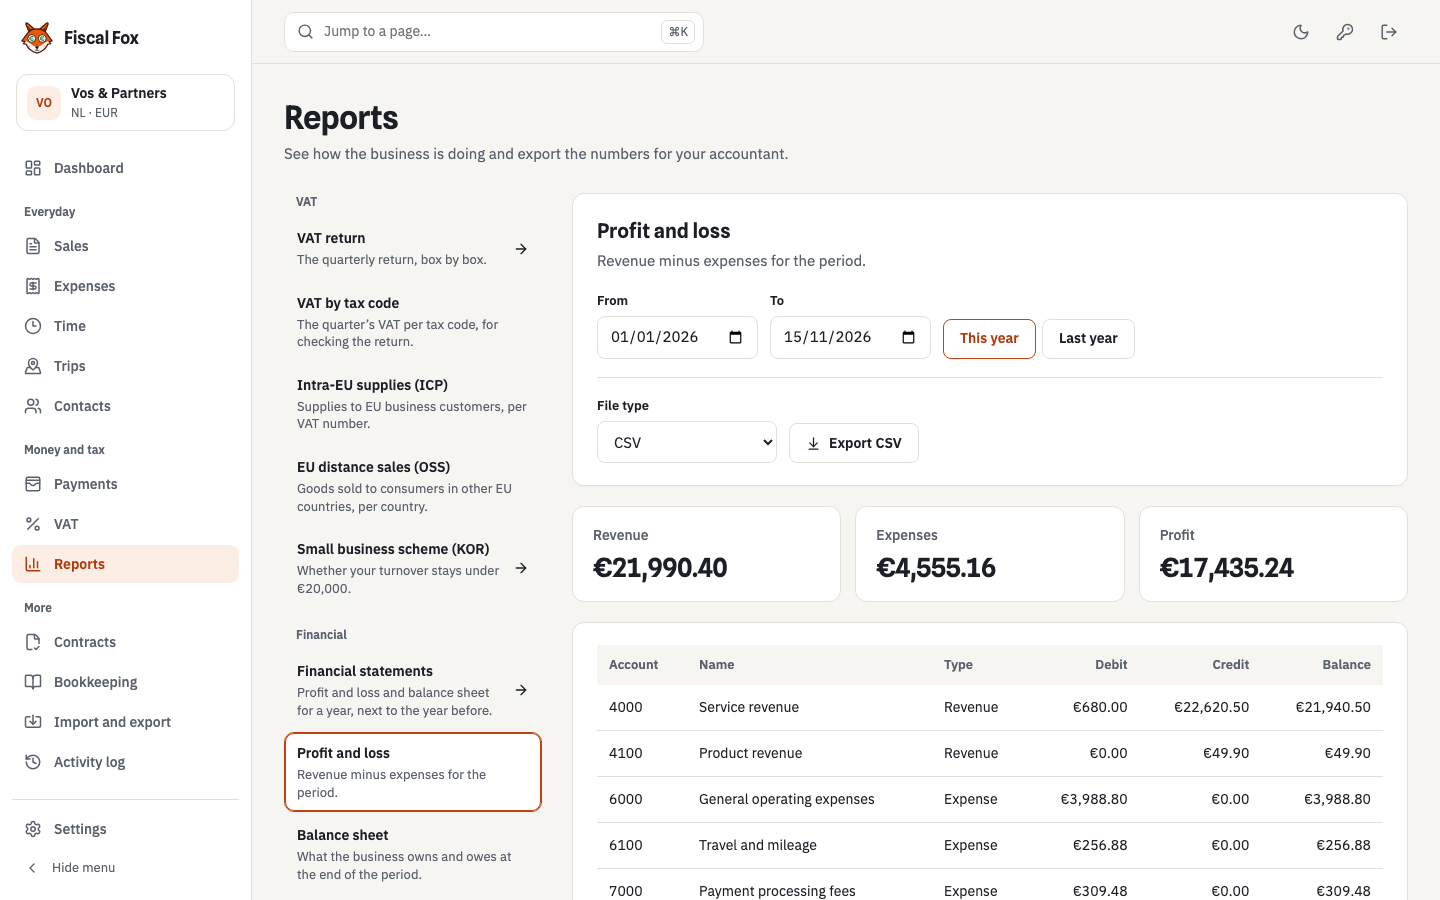 Fiscal Fox
VO
Vos & Partners
NL · EUR
Dashboard
Everyday
Sales
Expenses
Time
Trips
Contacts
Money and tax
Payments
VAT
Reports
More
Contracts
Bookkeeping
Import and export
Activity log
Settings
Hide menu
Jump to a page...
⌘K
Reports
See how the business is doing and export the numbers for your accountant.
VAT
VAT return
The quarterly return, box by box.
VAT by tax code
The quarter’s VAT per tax code, for
checking the return.
Intra-EU supplies (ICP)
Supplies to EU business customers, per
VAT number.
EU distance sales (OSS)
Goods sold to consumers in other EU
countries, per country.
Small business scheme (KOR)
Whether your turnover stays under
€20,000.
Financial
Financial statements
Profit and loss and balance sheet
for a year, next to the year before.
Profit and loss
Revenue minus expenses for the
period.
Balance sheet
What the business owns and owes at
the end of the period.
Profit and loss
Revenue minus expenses for the period.
From To
01/01/2026 15/11/2026 This year Last year
File type
CSV Export CSV
Revenue
€21,990.40
Expenses
€4,555.16
Profit
€17,435.24
Account Name Type Debit Credit Balance
4000 Service revenue Revenue €680.00 €22,620.50 €21,940.50
4100 Product revenue Revenue €0.00 €49.90 €49.90
6000 General operating expenses Expense €3,988.80 €0.00 €3,988.80
6100 Travel and mileage Expense €256.88 €0.00 €256.88
7000 Payment processing fees Expense €309.48 €0.00 €309.48